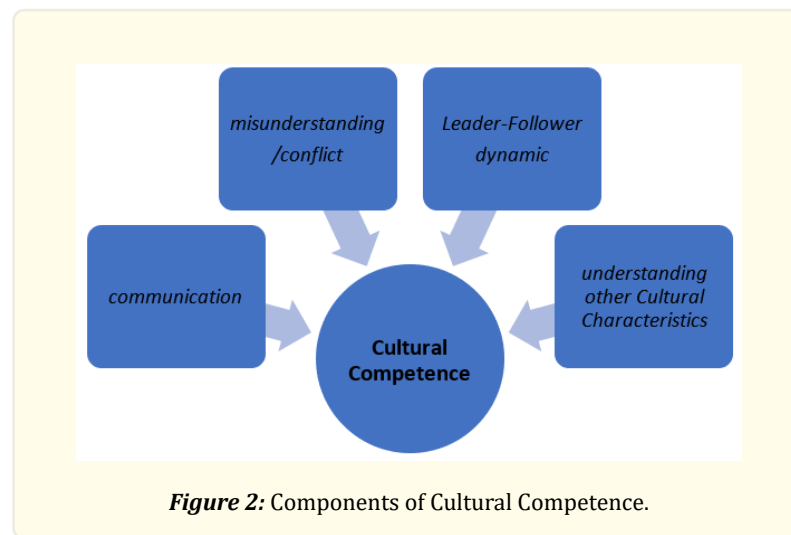 misunderstanding
/conflict
Leader-Follower
dynamic
communication
understanding
other Cultural
Characteristics
Cultural
Competence
Figure 2: Components of Cultural Competence.